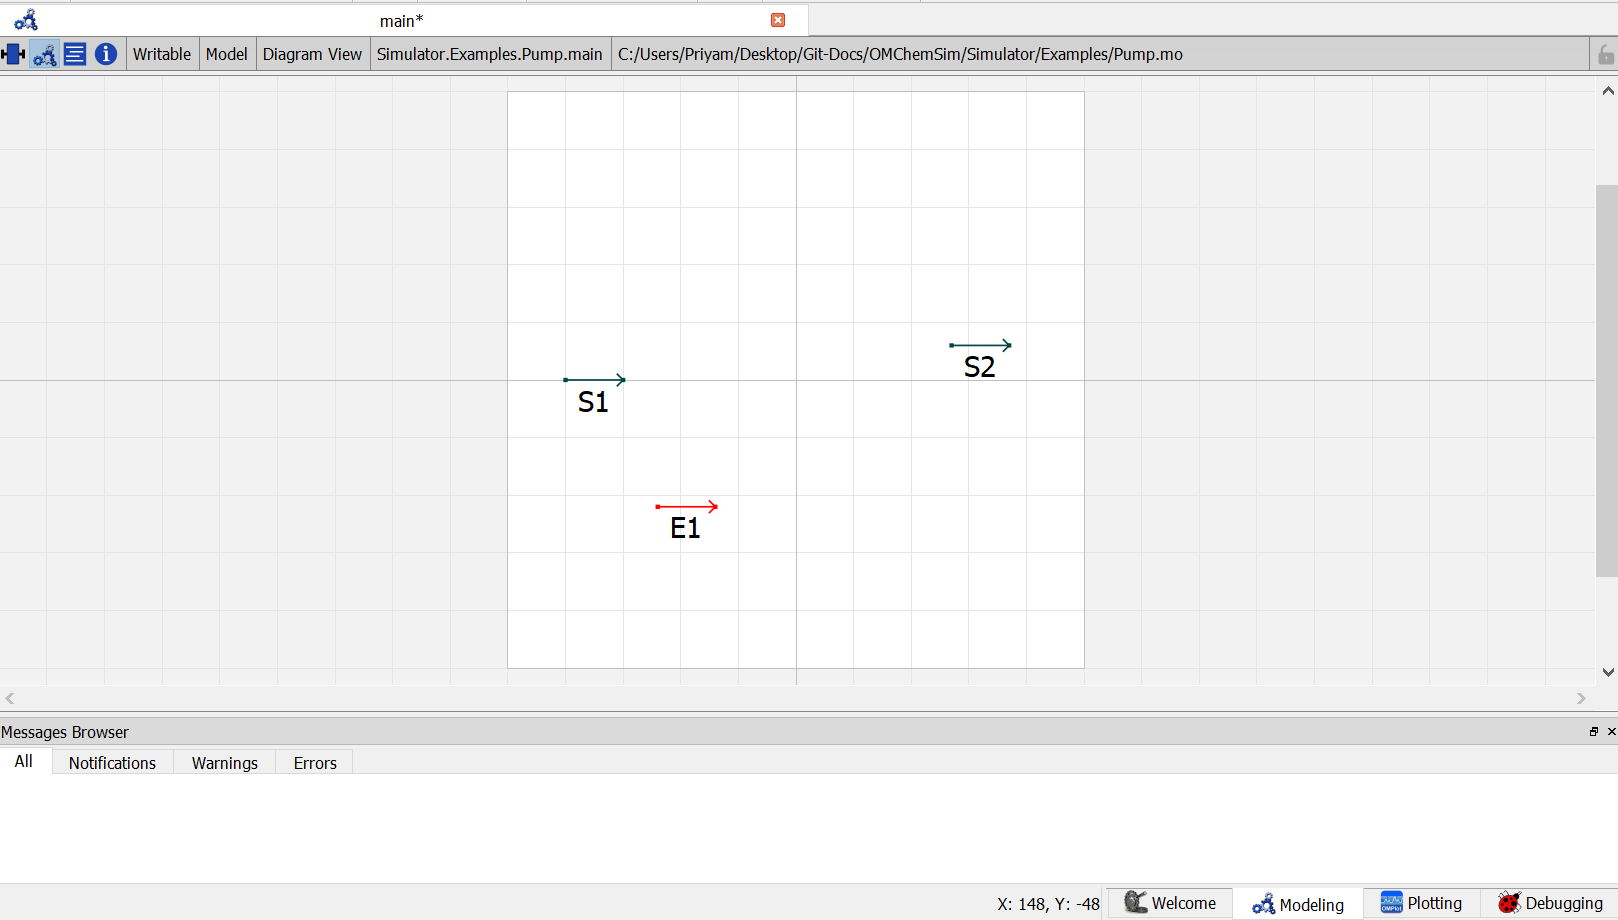 main*
Writable Model Diagram View Simulator.Examples.Pump.main C:/Users/Priyam/Desktop/Git-Docs/OMChemSim/Simulator/Examples/Pump.mo
S2
S1
E1
Messages Browser
All Notifications Warnings Errors
X: 148, Y: -48 Welcome Modeling Plotting Debugging